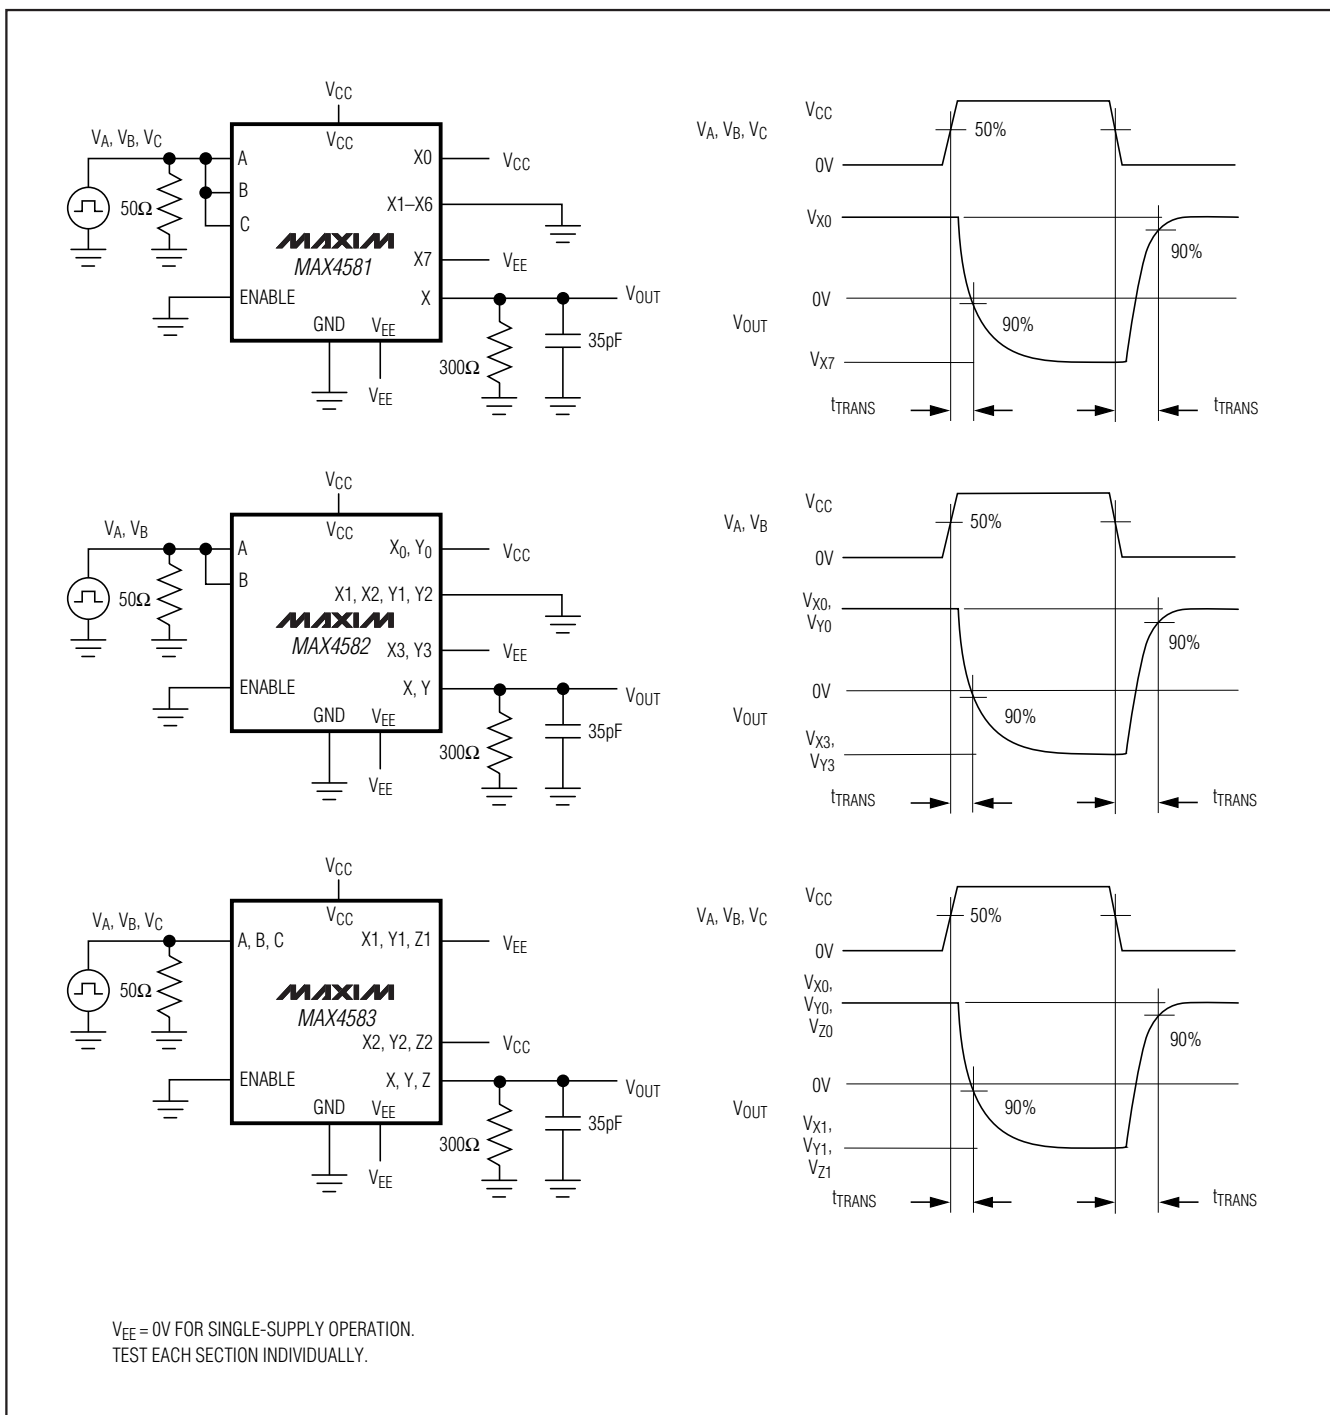 VCC
VA, VB, VC
VCC
A
B
C
50Ω
X0
VCC
X1–X6
MAXIM
MAX4581
X7
VEE
ENABLE
X
VOUT
GND
VEE
300Ω
35pF
VEE
VA, VB, VC
VCC
50%
0V
VX0
90%
0V
VOUT
90%
VX7
tTRANS
tTRANS
VCC
VA, VB
VCC
A
B
50Ω
X0, Y0
VCC
X1, X2, Y1, Y2
MAXIM
MAX4582
X3, Y3
VEE
ENABLE
X, Y
VOUT
GND
VEE
300Ω
35pF
VEE
VA, VB
VCC
50%
0V
VX0,
VY0
90%
0V
VOUT
90%
VX3,
VY3
tTRANS
tTRANS
VCC
VA, VB, VC
VCC
A, B, C
50Ω
X1, Y1, Z1
VEE
MAXIM
MAX4583
X2, Y2, Z2
VCC
ENABLE
X, Y, Z
VOUT
GND
VEE
300Ω
35pF
VEE
VA, VB, VC
VCC
50%
0V
VX0,
VY0,
VZ0
90%
0V
VOUT
90%
VX1,
VY1,
VZ1
tTRANS
tTRANS
VEE = 0V FOR SINGLE-SUPPLY OPERATION.
TEST EACH SECTION INDIVIDUALLY.